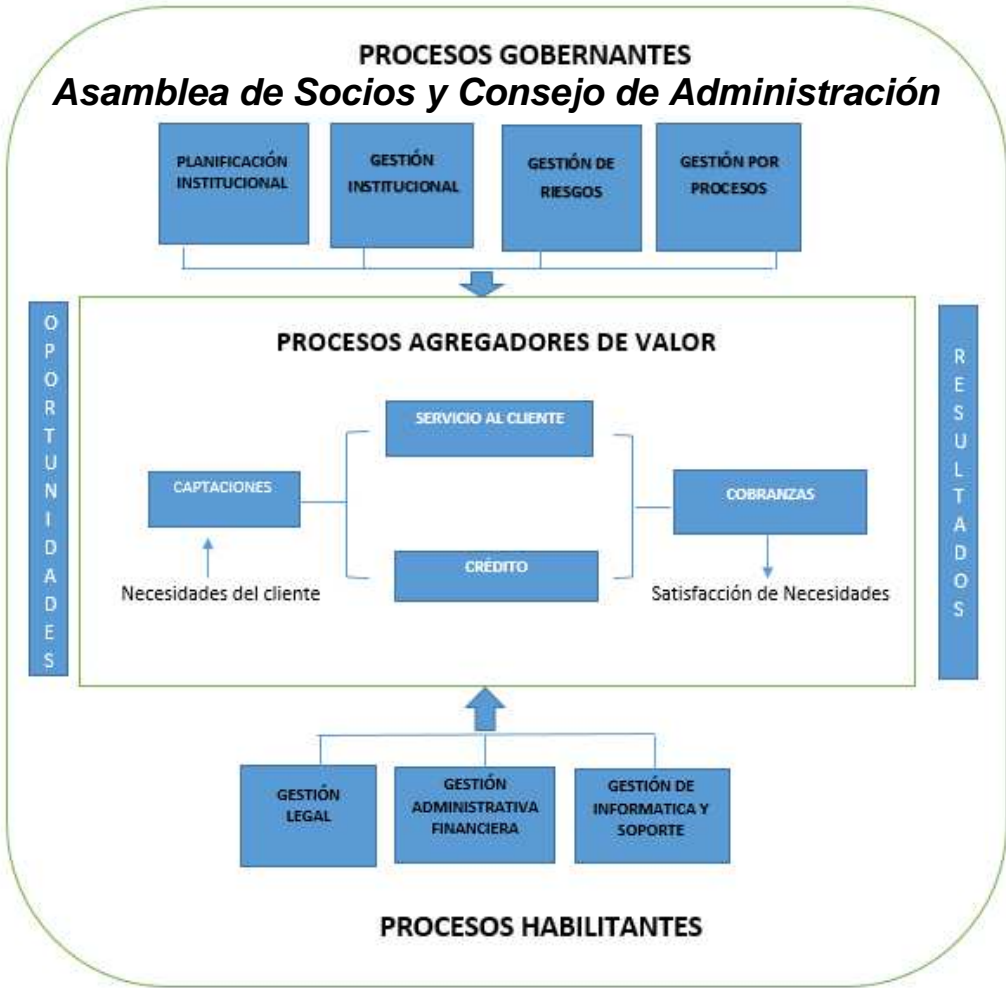 PROCESOS GOBERNANTES
Asamblea de Socios y Consejo de Administración
PLANIFICACIÓN
INSTITUCIONAL
GESTIÓN
INSTITUCIONAL
GESTIÓN DE
RIESGOS
GESTIÓN POR
PROCESOS
OPORTUNIDADES
PROCESOS AGREGADORES DE VALOR
SERVICIO AL CLIENTE
CAPTACIONES
COBRANZAS
CRÉDITO
Necesidades del cliente
Satisfacción de Necesidades
RESULTADOS
GESTIÓN
LEGAL
GESTIÓN
ADMINISTRATIVA
FINANCIERA
GESTIÓN DE
INFORMATICA Y
SOPORTE
PROCESOS HABILITANTES